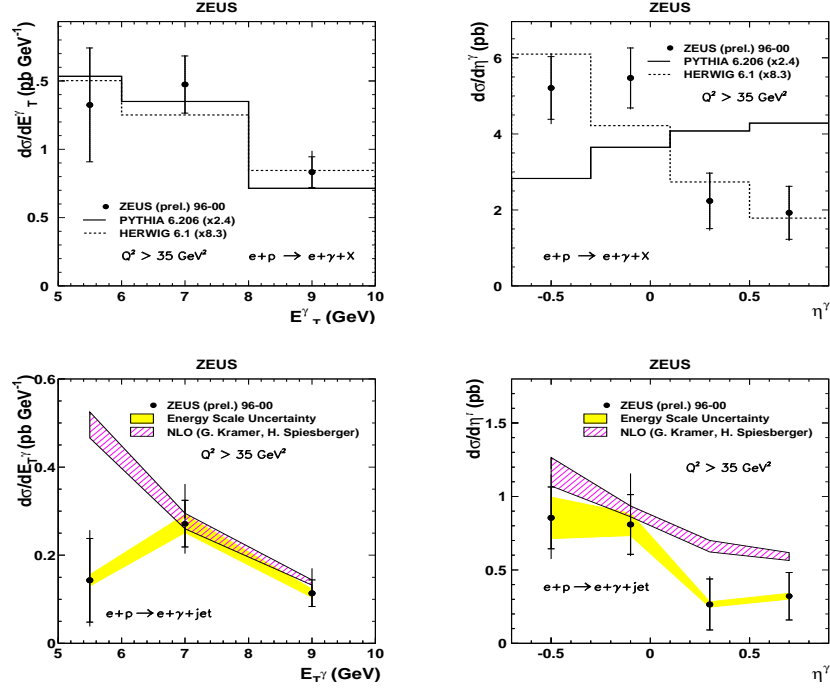 ZEUS
dσ/dE^γ_T (pb GeV⁻¹)
1.5
1
0.5
0
ZEUS (prel.) 96-00
PYTHIA 6.206 (x2.4)
HERWIG 6.1 (x8.3)
Q² > 35 GeV²
e+p → e+γ+X
5
6
7
8
9
10
E^γ_T (GeV)
ZEUS
dσ/dη^γ (pb)
8
6
4
2
0
ZEUS (prel.) 96-00
PYTHIA 6.206 (x2.4)
HERWIG 6.1 (x8.3)
Q² > 35 GeV²
e+p → e+γ+X
-0.5
0
0.5
η^γ
ZEUS
dσ/dE_T^γ (pb GeV⁻¹)
0.6
0.4
0.2
0
ZEUS (prel.) 96-00
Energy Scale Uncertainty
NLO (G. Kramer, H. Spiesberger)
Q² > 35 GeV²
e+p → e+γ+jet
5
6
7
8
9
10
E_T^γ (GeV)
ZEUS
dσ/dη^γ (pb)
1.5
1
0.5
0
ZEUS (prel.) 96-00
Energy Scale Uncertainty
NLO (G. Kramer, H. Spiesberger)
Q² > 35 GeV²
e+p → e+γ+jet
-0.5
0
0.5
η^γ